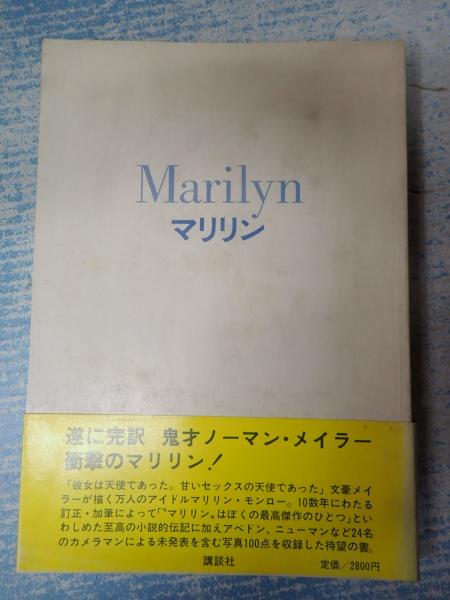 Marilyn
マリリン
遂に完訳 鬼才ノーマン・メイラー
衝撃のマリリン!
「彼女は天使であった。甘いセックスの天使であった」文豪メイ
ラーが描く万人のアイドルマリリン・モンロー。10数年にわたる
訂正・加筆によって「“マリリン”はぼくの最高傑作のひとつ」とい
わしめた至高の小説的伝記に加えアベドン、ニューマンなど24名
のカメラマンによる未発表を含む写真100点を収録した待望の書。
講談社 定価/2800円